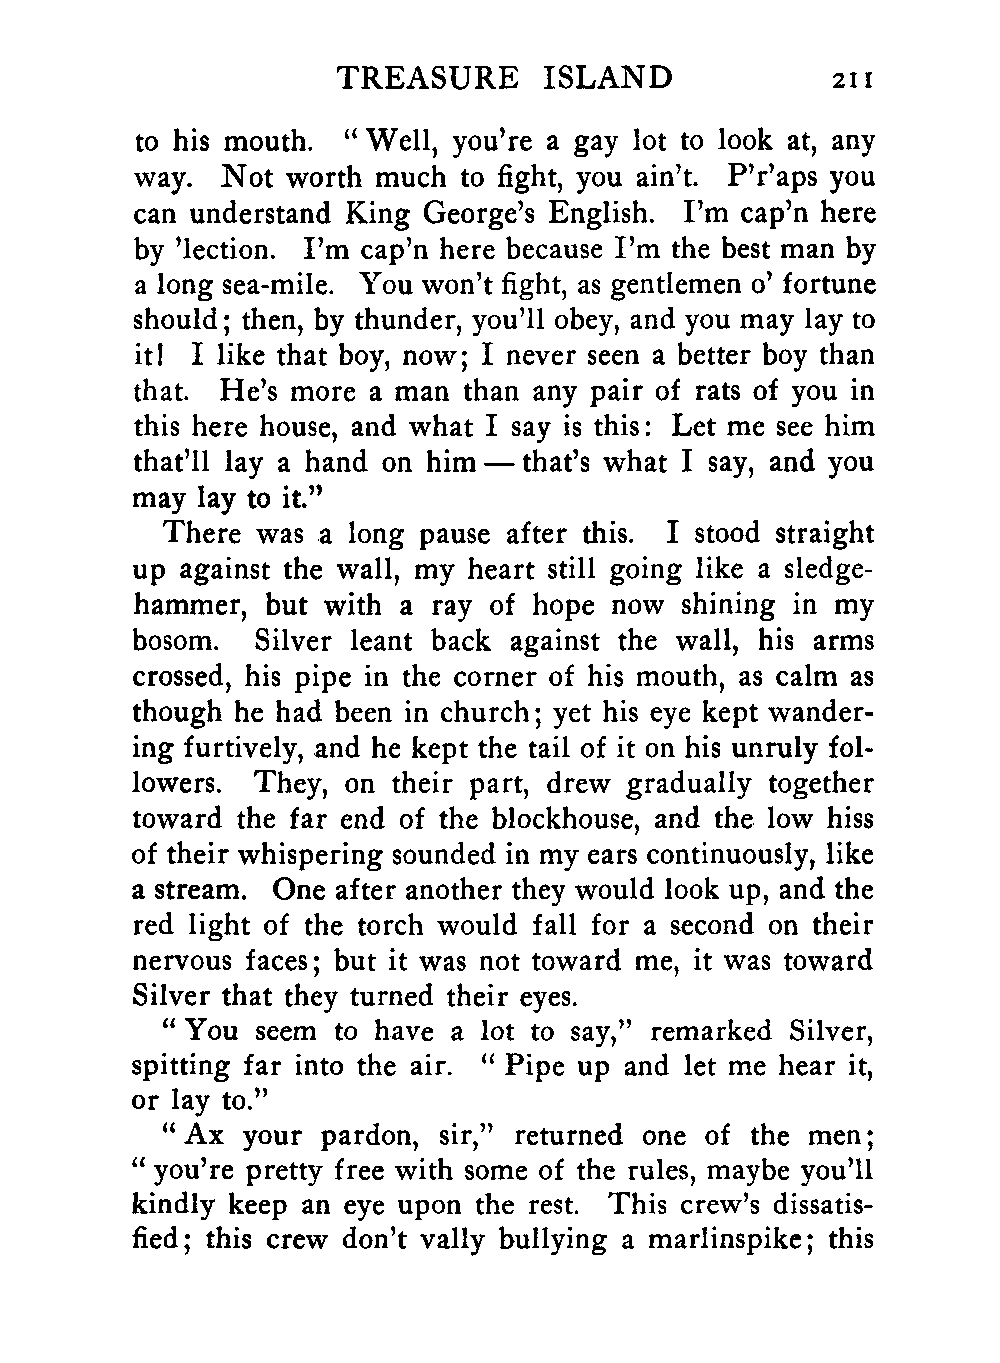 TREASURE ISLAND 211
to his mouth. “ Well, you’re a gay lot to look at, any
way. Not worth much to fight, you ain’t. P’r’aps you
can understand King George’s English. I’m cap’n here
by ’lection. I’m cap’n here because I’m the best man by
a long sea-mile. You won’t fight, as gentlemen o’ fortune
should; then, by thunder, you’ll obey, and you may lay to
it! I like that boy, now; I never seen a better boy than
that. He’s more a man than any pair of rats of you in
this here house, and what I say is this: Let me see him
that’ll lay a hand on him — that’s what I say, and you
may lay to it.”
There was a long pause after this. I stood straight
up against the wall, my heart still going like a sledge-
hammer, but with a ray of hope now shining in my
bosom. Silver leant back against the wall, his arms
crossed, his pipe in the corner of his mouth, as calm as
though he had been in church; yet his eye kept wander-
ing furtively, and he kept the tail of it on his unruly fol-
lowers. They, on their part, drew gradually together
toward the far end of the blockhouse, and the low hiss
of their whispering sounded in my ears continuously, like
a stream. One after another they would look up, and the
red light of the torch would fall for a second on their
nervous faces; but it was not toward me, it was toward
Silver that they turned their eyes.
“ You seem to have a lot to say,” remarked Silver,
spitting far into the air. “ Pipe up and let me hear it,
or lay to.”
“ Ax your pardon, sir,” returned one of the men;
“ you’re pretty free with some of the rules, maybe you’ll
kindly keep an eye upon the rest. This crew’s dissatis-
fied; this crew don’t vally bullying a marlinspike; this